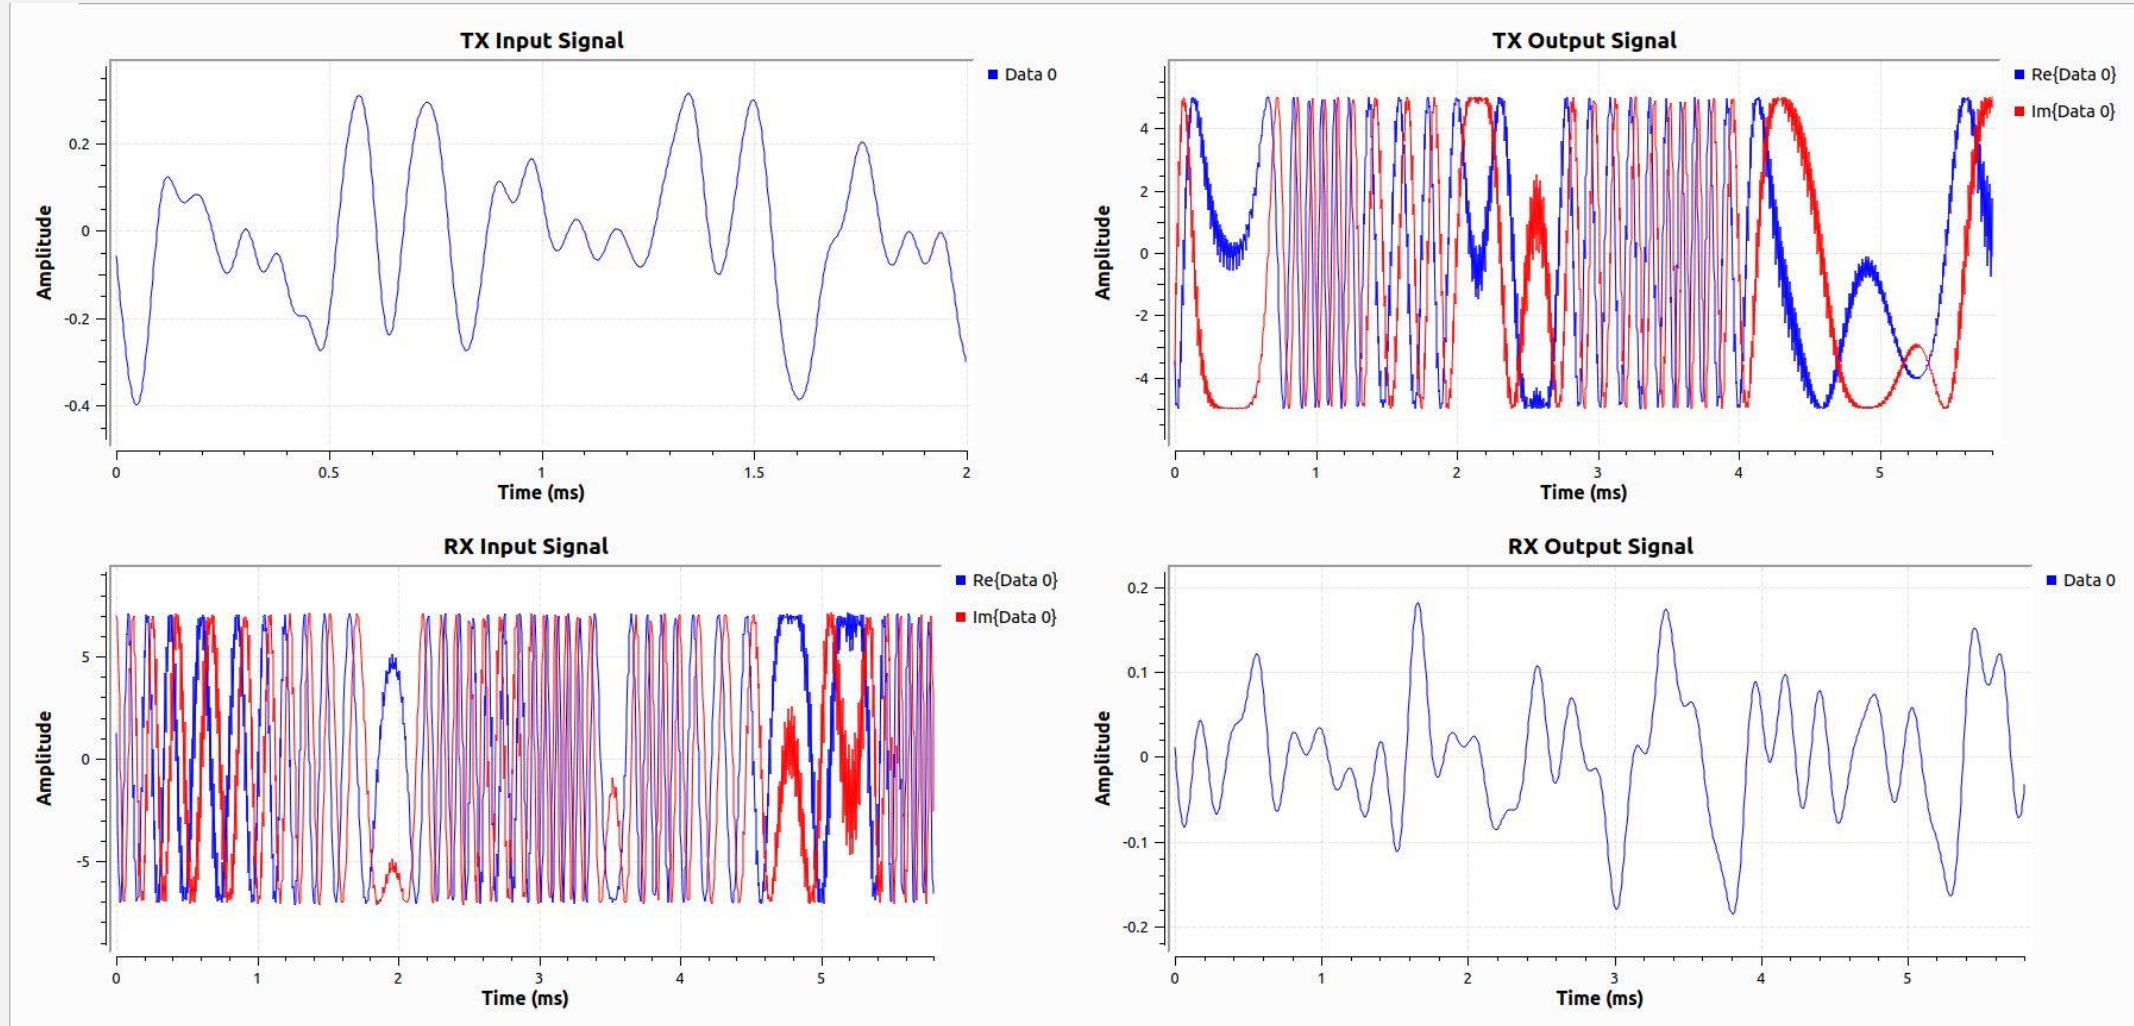 TX Input Signal
Data 0
0.2
0
-0.2
-0.4
Amplitude
0 0.5 1 1.5 2
Time (ms)
TX Output Signal
Re{Data 0}
Im{Data 0}
4
2
0
-2
-4
Amplitude
0 1 2 3 4 5
Time (ms)
RX Input Signal
Re{Data 0}
Im{Data 0}
5
0
-5
Amplitude
0 1 2 3 4 5
Time (ms)
RX Output Signal
Data 0
0.2
0.1
0
-0.1
-0.2
Amplitude
0 1 2 3 4 5
Time (ms)